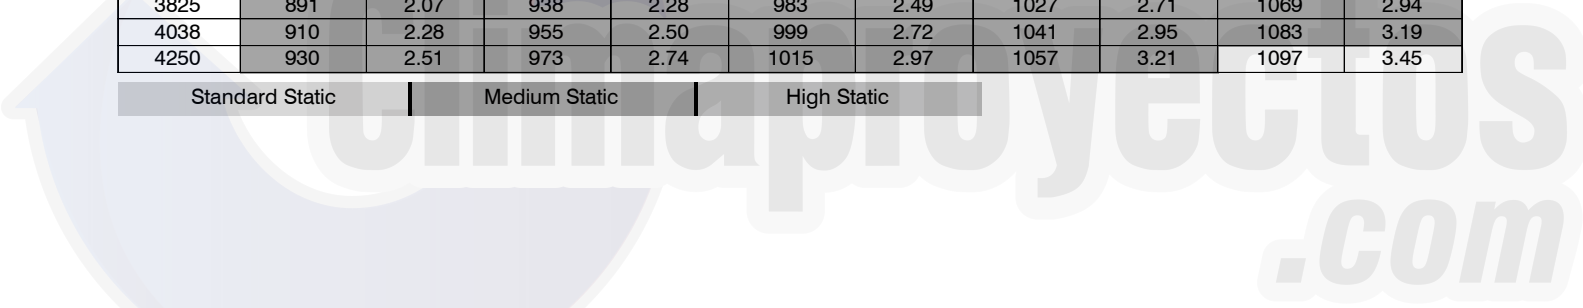 3825 891 2.07 938 2.28 983 2.49 1027 2.71 1069 2.94
4038 910 2.28 955 2.50 999 2.72 1041 2.95 1083 3.19
4250 930 2.51 973 2.74 1015 2.97 1057 3.21 1097 3.45
Standard Static Medium Static High Static
Climaproyectos
.com